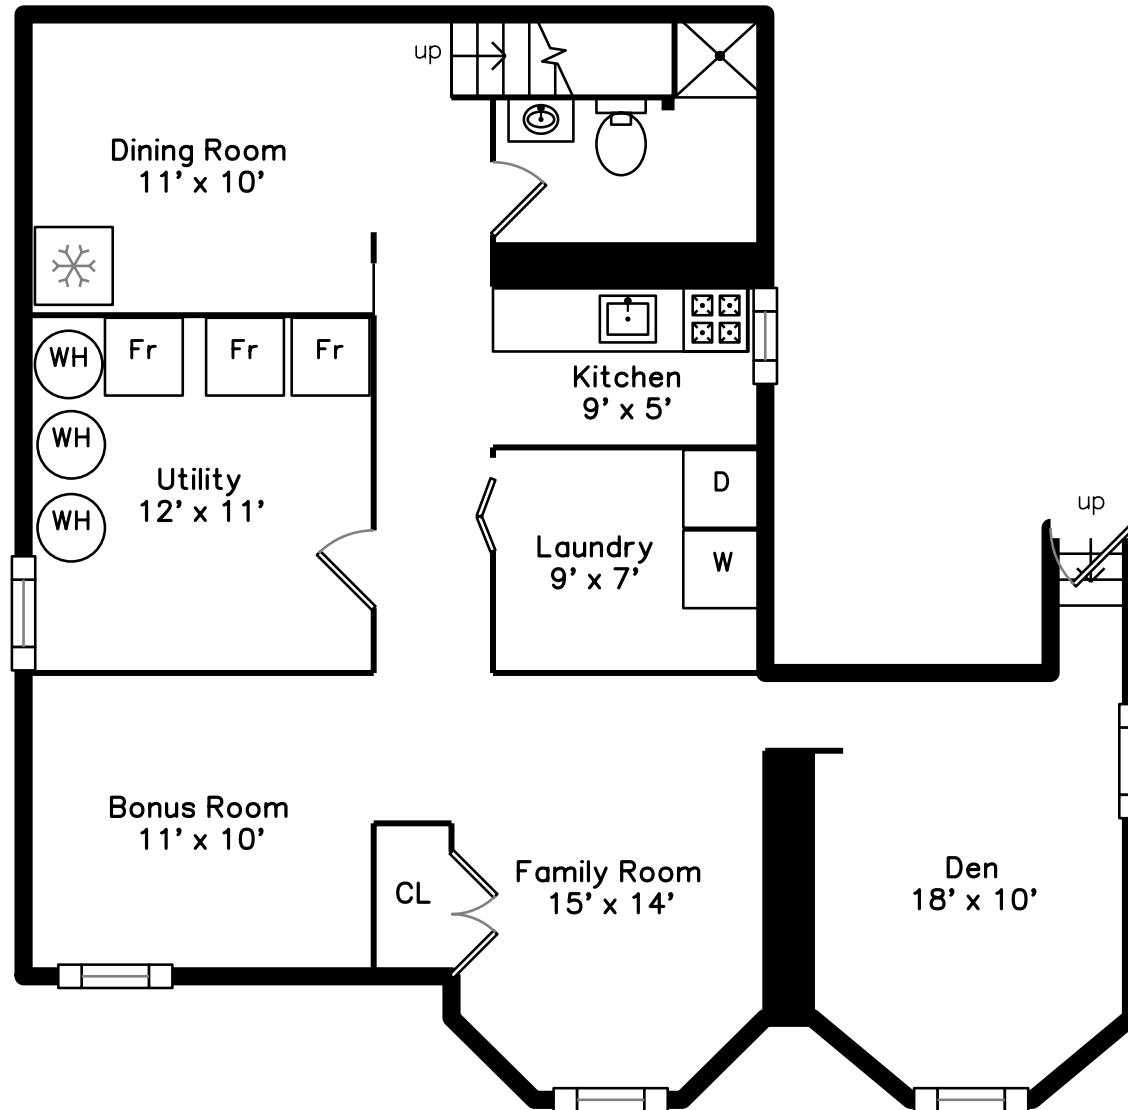 up
Dining Room
11' x 10'
WH
Fr
Fr
Fr
Kitchen
9' x 5'
WH
Utility
12' x 11'
WH
D
Laundry
9' x 7'
W
up
Bonus Room
11' x 10'
CL
Family Room
15' x 14'
Den
18' x 10'